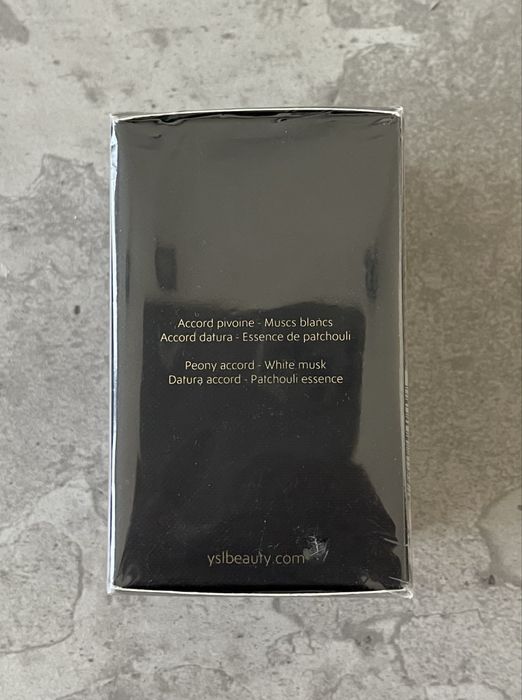 Accord pivoine - Muscs blancs
Accord datura - Essence de patchouli
Peony accord - White musk
Datura accord - Patchouli essence
yslbeauty.com